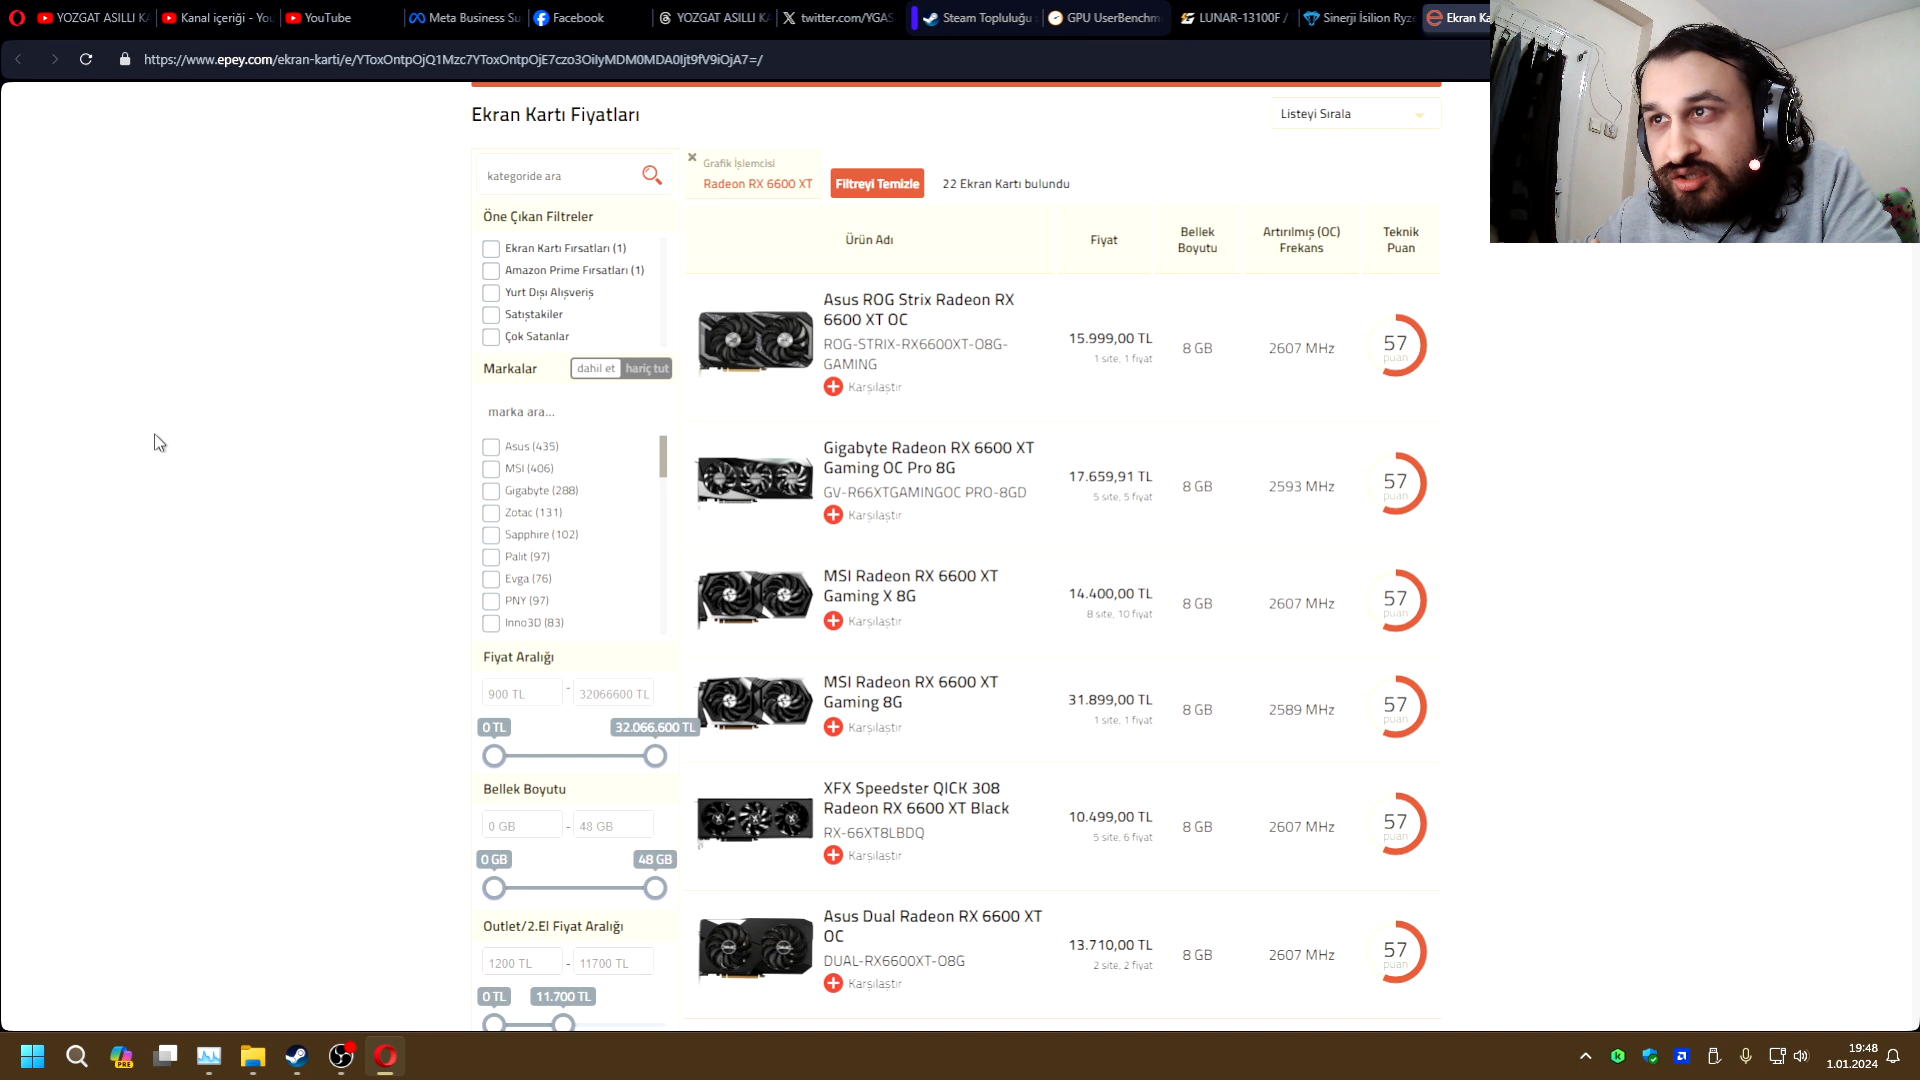 YOZGAT ASILLI KA
Kanal içeriği - You
YouTube
Meta Business Su
Facebook
YOZGAT ASILLI KA
twitter.com/YGAS
Steam Topluluğu
GPU UserBenchm
LUNAR-13100F /
Sinerji İsilion Ryze
Ekran Ka
https://www.epey.com/ekran-karti/e/YToxOntpOjQ1Mzc7YToxOntpOjE7czo3OiIyMDM0MDA0Ijt9fV9iOjA7=/
Ekran Kartı Fiyatları
Listeyi Sırala
kategoride ara
Grafik İşlemcisi
Radeon RX 6600 XT
Filtreyi Temizle
22 Ekran Kartı bulundu
Öne Çıkan Filtreler
Ekran Kartı Fırsatları (1)
Amazon Prime Fırsatları (1)
Yurt Dışı Alışveriş
Satıştakiler
Çok Satanlar
Markalar
dahil et hariç tut
marka ara...
Asus (435)
MSI (406)
Gigabyte (288)
Zotac (131)
Sapphire (102)
Palit (97)
Evga (76)
PNY (97)
Inno3D (83)
Fiyat Aralığı
900 TL - 32066600 TL
0 TL 32.066.600 TL
Bellek Boyutu
0 GB - 48 GB
0 GB 48 GB
Outlet/2.El Fiyat Aralığı
1200 TL - 11700 TL
0 TL 11.700 TL
Ürün Adı
Fiyat
Bellek
Boyutu
Artırılmış (OC)
Frekans
Teknik
Puan
Asus ROG Strix Radeon RX
6600 XT OC
ROG-STRIX-RX6600XT-O8G-
GAMING
Karşılaştır
15.999,00 TL
1 site, 1 fiyat
8 GB
2607 MHz
57
puan
Gigabyte Radeon RX 6600 XT
Gaming OC Pro 8G
GV-R66XTGAMINGOC PRO-8GD
Karşılaştır
17.659,91 TL
5 site, 5 fiyat
8 GB
2593 MHz
57
puan
MSI Radeon RX 6600 XT
Gaming X 8G
Karşılaştır
14.400,00 TL
8 site, 10 fiyat
8 GB
2607 MHz
57
puan
MSI Radeon RX 6600 XT
Gaming 8G
Karşılaştır
31.899,00 TL
1 site, 1 fiyat
8 GB
2589 MHz
57
puan
XFX Speedster QICK 308
Radeon RX 6600 XT Black
RX-66XT8LBDQ
Karşılaştır
10.499,00 TL
5 site, 6 fiyat
8 GB
2607 MHz
57
puan
Asus Dual Radeon RX 6600 XT
OC
DUAL-RX6600XT-O8G
Karşılaştır
13.710,00 TL
2 site, 2 fiyat
8 GB
2607 MHz
57
puan
PRE
19:48
1.01.2024